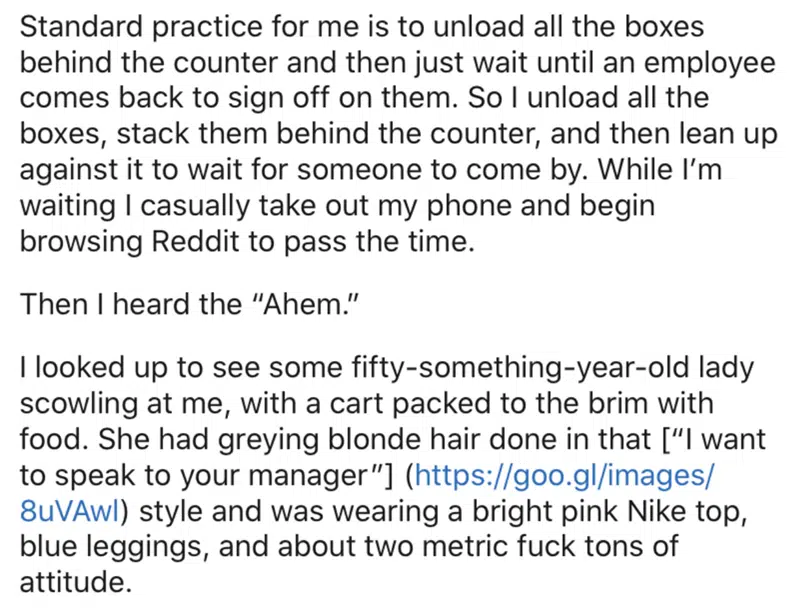 Standard practice for me is to unload all the boxes
behind the counter and then just wait until an employee
comes back to sign off on them. So I unload all the
boxes, stack them behind the counter, and then lean up
against it to wait for someone to come by. While I’m
waiting I casually take out my phone and begin
browsing Reddit to pass the time.
Then I heard the “Ahem.”
I looked up to see some fifty-something-year-old lady
scowling at me, with a cart packed to the brim with
food. She had greying blonde hair done in that [“I want
to speak to your manager”] (https://goo.gl/images/
8uVAwl) style and was wearing a bright pink Nike top,
blue leggings, and about two metric fuck tons of
attitude.